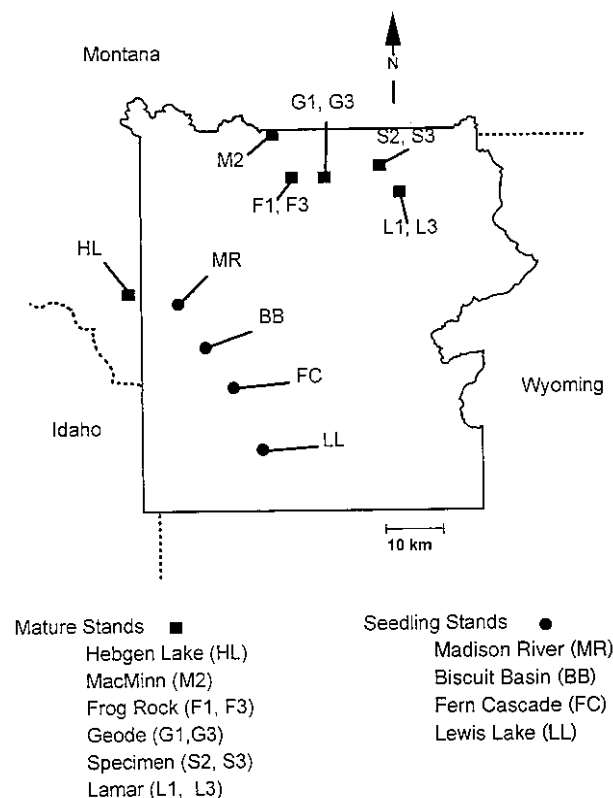 Montana
N
G1, G3
S2, S3
M2
F1, F3
L1, L3
HL
MR
BB
FC
Wyoming
Idaho
LL
10 km
Mature Stands
Hebgen Lake (HL)
MacMinn (M2)
Frog Rock (F1, F3)
Geode (G1,G3)
Specimen (S2, S3)
Lamar (L1, L3)
Seedling Stands
Madison River (MR)
Biscuit Basin (BB)
Fern Cascade (FC)
Lewis Lake (LL)